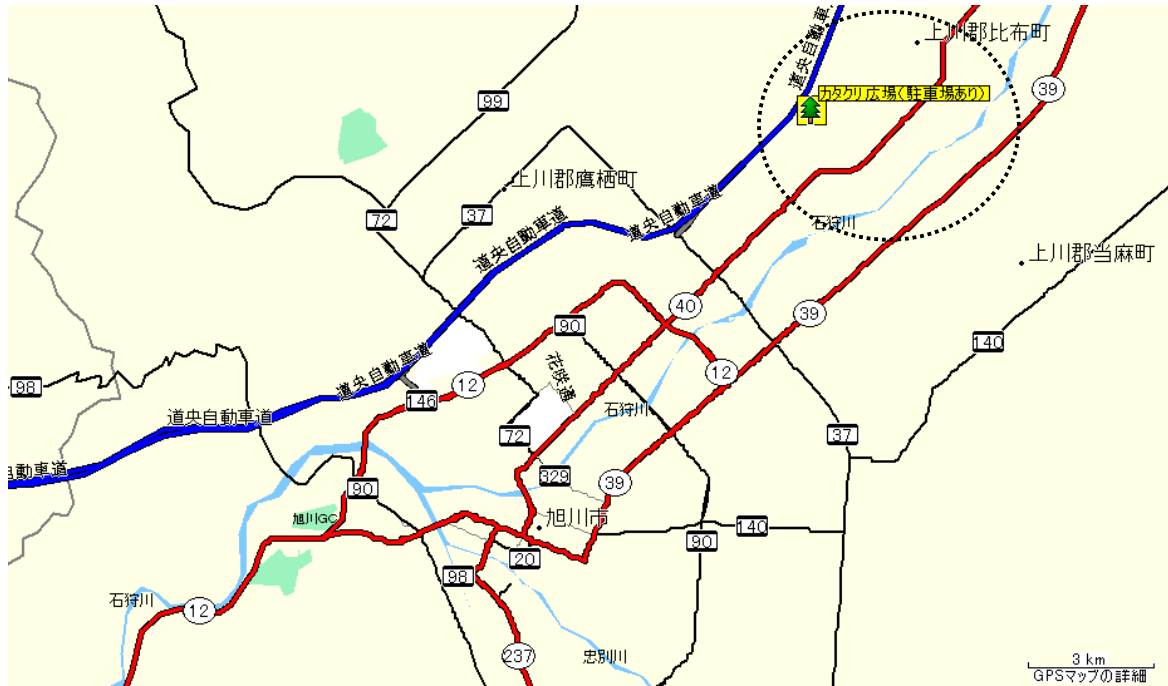 道央自動車
上川郡比布町
カタクリ広場(駐車場あり)
39
99
上川郡鷹栖町
72
37
道央自動車道
道央自動車道
石狩川
上川郡当麻町
40
39
90
140
道央自動車道
花咲通
12
12
98
146
石狩川
道央自動車道
72
37
自動車道
329
39
90
旭川GC
旭川市
140
90
20
98
石狩川
12
237
忠別川
3 km
GPSマップの詳細